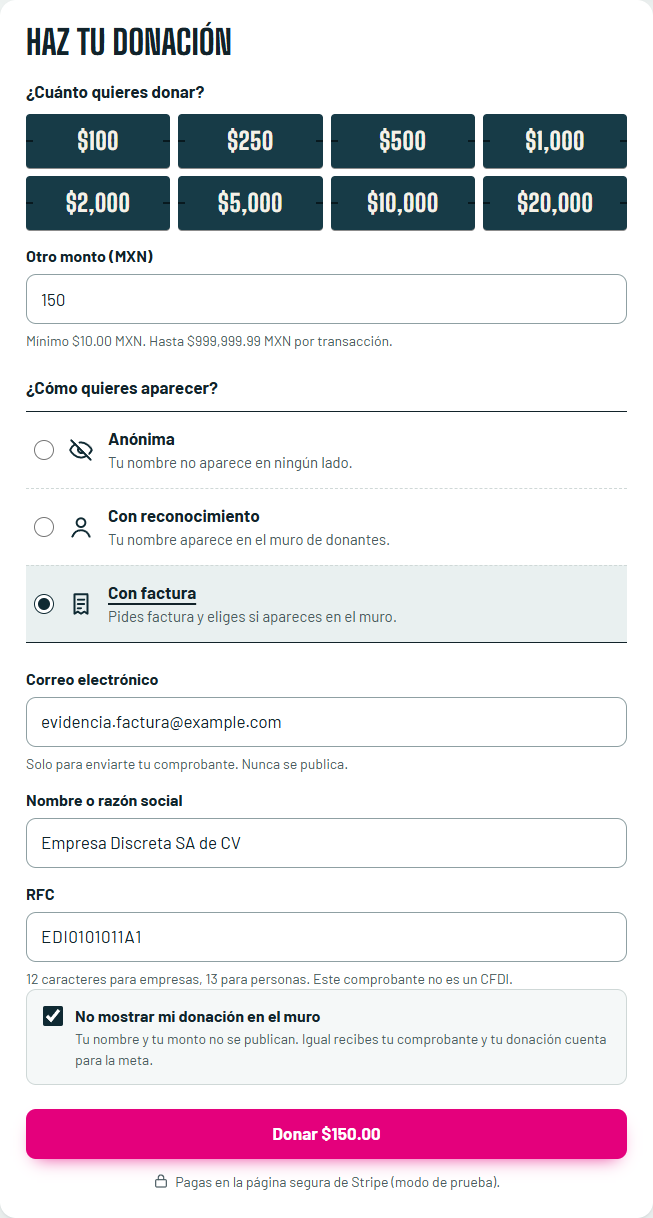 HAZ TU DONACIÓN
¿Cuánto quieres donar?
$100
$250
$500
$1,000
$2,000
$5,000
$10,000
$20,000
Otro monto (MXN)
150
Mínimo $10.00 MXN. Hasta $999,999.99 MXN por transacción.
¿Cómo quieres aparecer?
Anónima
Tu nombre no aparece en ningún lado.
Con reconocimiento
Tu nombre aparece en el muro de donantes.
Con factura
Pides factura y eliges si apareces en el muro.
Correo electrónico
evidencia.factura@example.com
Solo para enviarte tu comprobante. Nunca se publica.
Nombre o razón social
Empresa Discreta SA de CV
RFC
EDI0101011A1
12 caracteres para empresas, 13 para personas. Este comprobante no es un CFDI.
No mostrar mi donación en el muro
Tu nombre y tu monto no se publican. Igual recibes tu comprobante y tu donación cuenta
para la meta.
Donar $150.00
Pagas en la página segura de Stripe (modo de prueba).